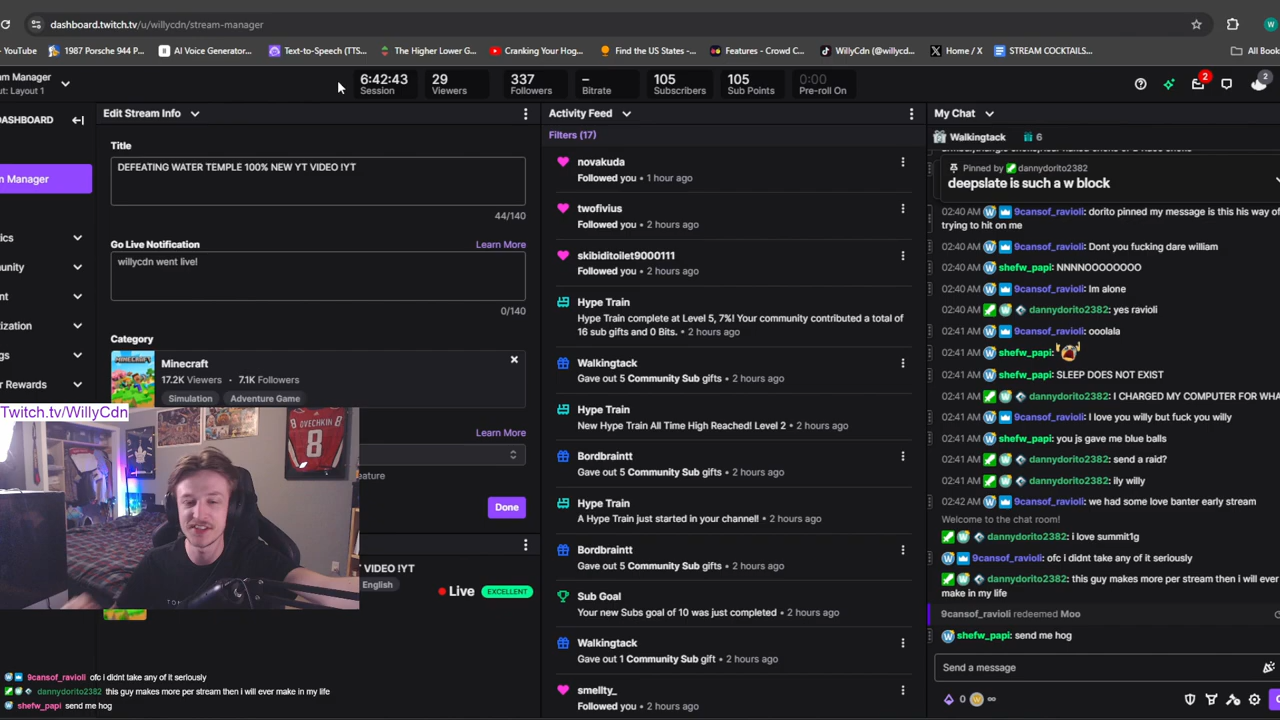 dashboard.twitch.tv/u/willycdn/stream-manager
YouTube
1987 Porsche 944 P...
AI Voice Generator...
Text-to-Speech (TTS...
The Higher Lower G...
Cranking Your Hog...
Find the US States -...
Features - Crowd C...
WillyCdn (@willycd...
Home / X
STREAM COCKTAILS...
All Book
am Manager
ut: Layout 1
6:42:43
Session
29
Viewers
337
Followers
–
Bitrate
105
Subscribers
105
Sub Points
0:00
Pre-roll On
2
2
DASHBOARD
m Manager
tics
unity
nt
tization
gs
er Rewards
Edit Stream Info
Title
DEFEATING WATER TEMPLE 100% NEW YT VIDEO !YT
44/140
Go Live Notification
Learn More
willycdn went live!
0/140
Category
Minecraft
17.2K Viewers • 7.1K Followers
Simulation
Adventure Game
Twitch.tv/WillyCdn
Learn More
eature
Done
OVECHKIN
8
VIDEO !YT
English
Live
EXCELLENT
9cansof_ravioli ofc i didnt take any of it seriously
dannydorito2382 this guy makes more per stream then i will ever make in my life
shefw_papi send me hog
Activity Feed
Filters (17)
novakuda
Followed you • 1 hour ago
twofivius
Followed you • 2 hours ago
skibiditoilet9000111
Followed you • 2 hours ago
Hype Train
Hype Train complete at Level 5, 7%! Your community contributed a total of
16 sub gifts and 0 Bits. • 2 hours ago
Walkingtack
Gave out 5 Community Sub gifts • 2 hours ago
Hype Train
New Hype Train All Time High Reached! Level 2 • 2 hours ago
Bordbraintt
Gave out 5 Community Sub gifts • 2 hours ago
Hype Train
A Hype Train just started in your channel! • 2 hours ago
Bordbraintt
Gave out 5 Community Sub gifts • 2 hours ago
Sub Goal
Your new Subs goal of 10 was just completed • 2 hours ago
Walkingtack
Gave out 1 Community Sub gift • 2 hours ago
smellty_
Followed you • 2 hours ago
My Chat
Walkingtack 6
Pinned by dannydorito2382
deepslate is such a w block
02:40 AM 9cansof_ravioli: dorito pinned my message is this his way of
trying to hit on me
02:40 AM 9cansof_ravioli: Dont you fucking dare william
02:40 AM shefw_papi: NNNNOOOOOOOO
02:40 AM 9cansof_ravioli: Im alone
02:40 AM dannydorito2382: yes ravioli
02:41 AM 9cansof_ravioli: ooolala
02:41 AM shefw_papi:
02:41 AM shefw_papi: SLEEP DOES NOT EXIST
02:41 AM dannydorito2382: I CHARGED MY COMPUTER FOR WHA
02:41 AM 9cansof_ravioli: I love you willy but fuck you willy
02:41 AM shefw_papi: you js gave me blue balls
02:41 AM dannydorito2382: send a raid?
02:41 AM dannydorito2382: ily willy
02:42 AM 9cansof_ravioli: we had some love banter early stream
Welcome to the chat room!
dannydorito2382: i love summit1g
9cansof_ravioli: ofc i didnt take any of it seriously
dannydorito2382: this guy makes more per stream then i will ever
make in my life
9cansof_ravioli redeemed Moo
shefw_papi: send me hog
Send a message
0
∞